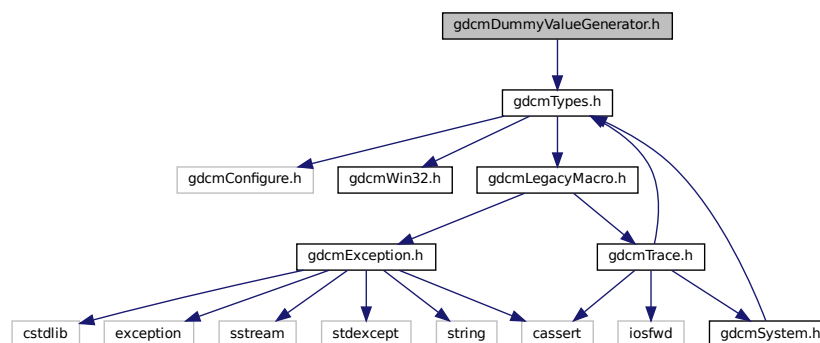 gdcmDummyValueGenerator.h
gdcmTypes.h
gdcmConfigure.h
gdcmWin32.h
gdcmLegacyMacro.h
gdcmException.h
gdcmTrace.h
cstdlib
exception
sstream
stdexcept
string
cassert
iosfwd
gdcmSystem.h